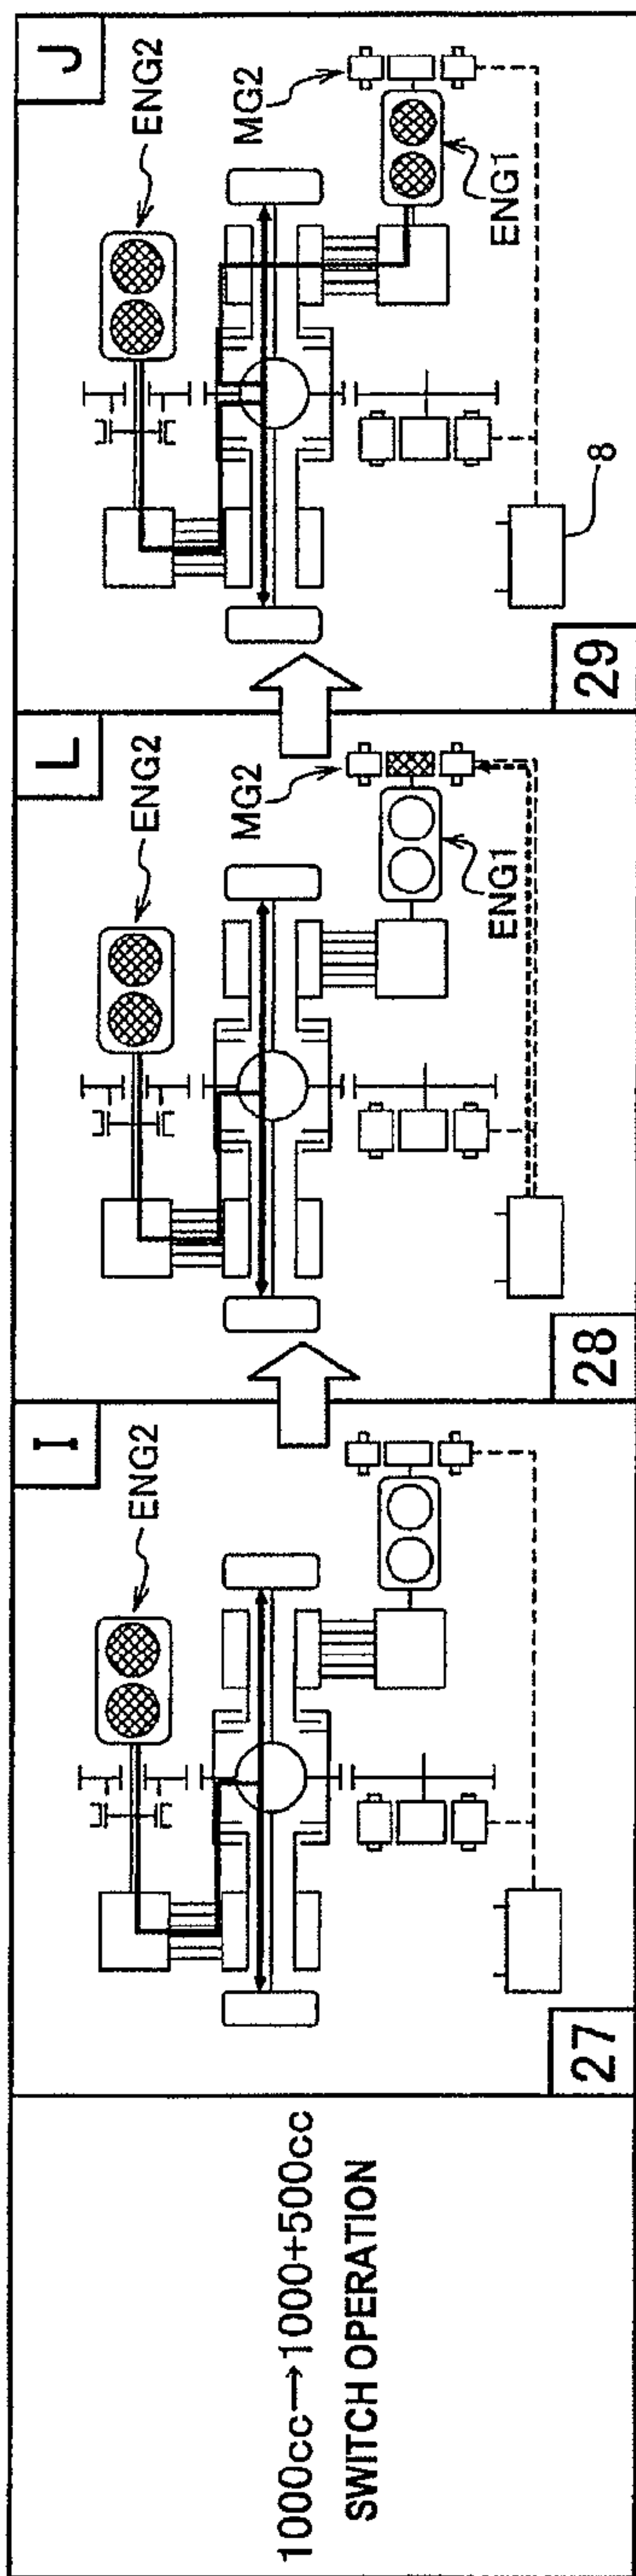 1000cc→1000+500cc
SWITCH OPERATION
I
ENG2
27
L
ENG2
MG2
ENG1
28
J
ENG2
MG2
ENG1
8
29